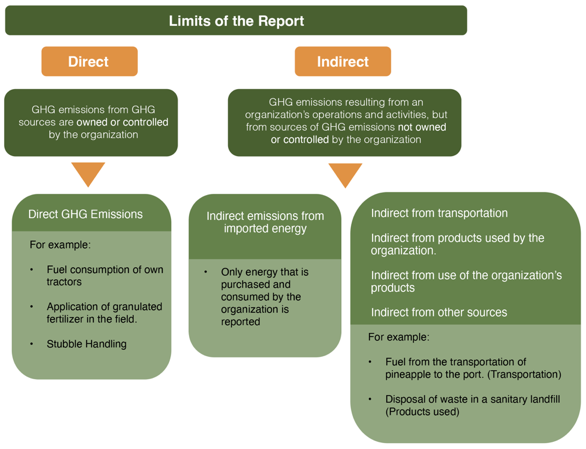 Limits of the Report
Direct
Indirect
GHG emissions from GHG
sources are owned or controlled
by the organization
GHG emissions resulting from an
organization's operations and activities, but
from sources of GHG emissions not owned
or controlled by the organization
Direct GHG Emissions
For example:
• Fuel consumption of own
tractors
• Application of granulated
fertilizer in the field.
• Stubble Handling
Indirect emissions from
imported energy
• Only energy that is
purchased and
consumed by the
organization is
reported
Indirect from transportation
Indirect from products used by the
organization.
Indirect from use of the organization's
products
Indirect from other sources
For example:
• Fuel from the transportation of
pineapple to the port. (Transportation)
• Disposal of waste in a sanitary landfill
(Products used)